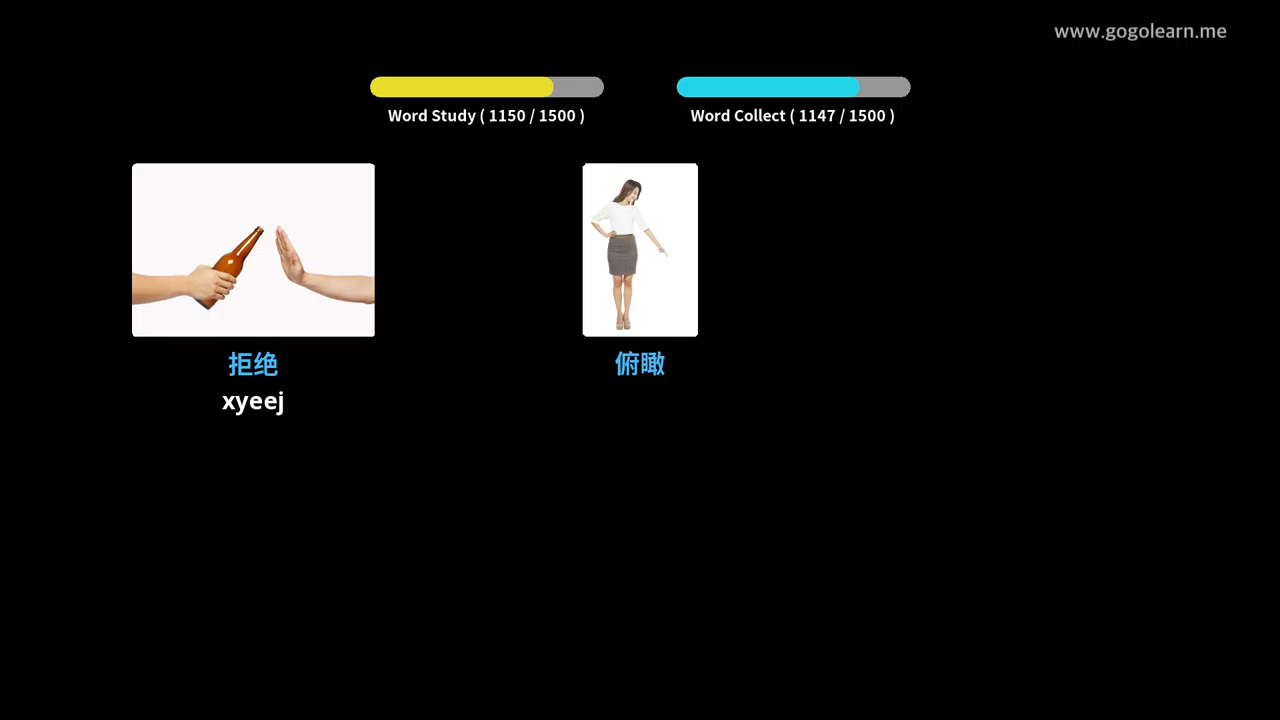 www.gogolearn.me
Word Study ( 1150 / 1500 )
Word Collect ( 1147 / 1500 )
拒绝
俯瞰
xyeej